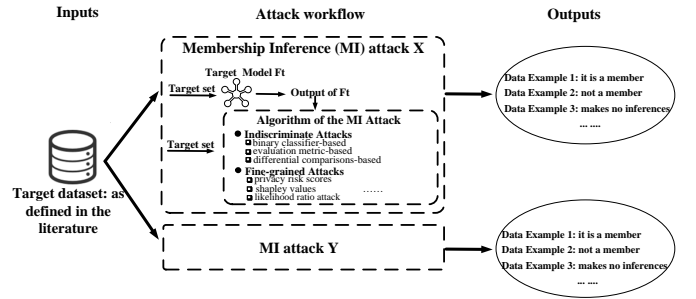 Inputs
Attack workflow
Outputs
Membership Inference (MI) attack X
Target Model Ft
Target set
Output of Ft
Algorithm of the MI Attack
Target set
Indiscriminate Attacks
binary classifier-based
evaluation metric-based
differential comparisons-based
Fine-grained Attacks
privacy risk scores
shapley values ……
likelihood ratio attack
Target dataset: as
defined in the
literature
MI attack Y
Data Example 1: it is a member
Data Example 2: not a member
Data Example 3: makes no inferences
... ....
Data Example 1: it is a member
Data Example 2: not a member
Data Example 3: makes no inferences
... ....